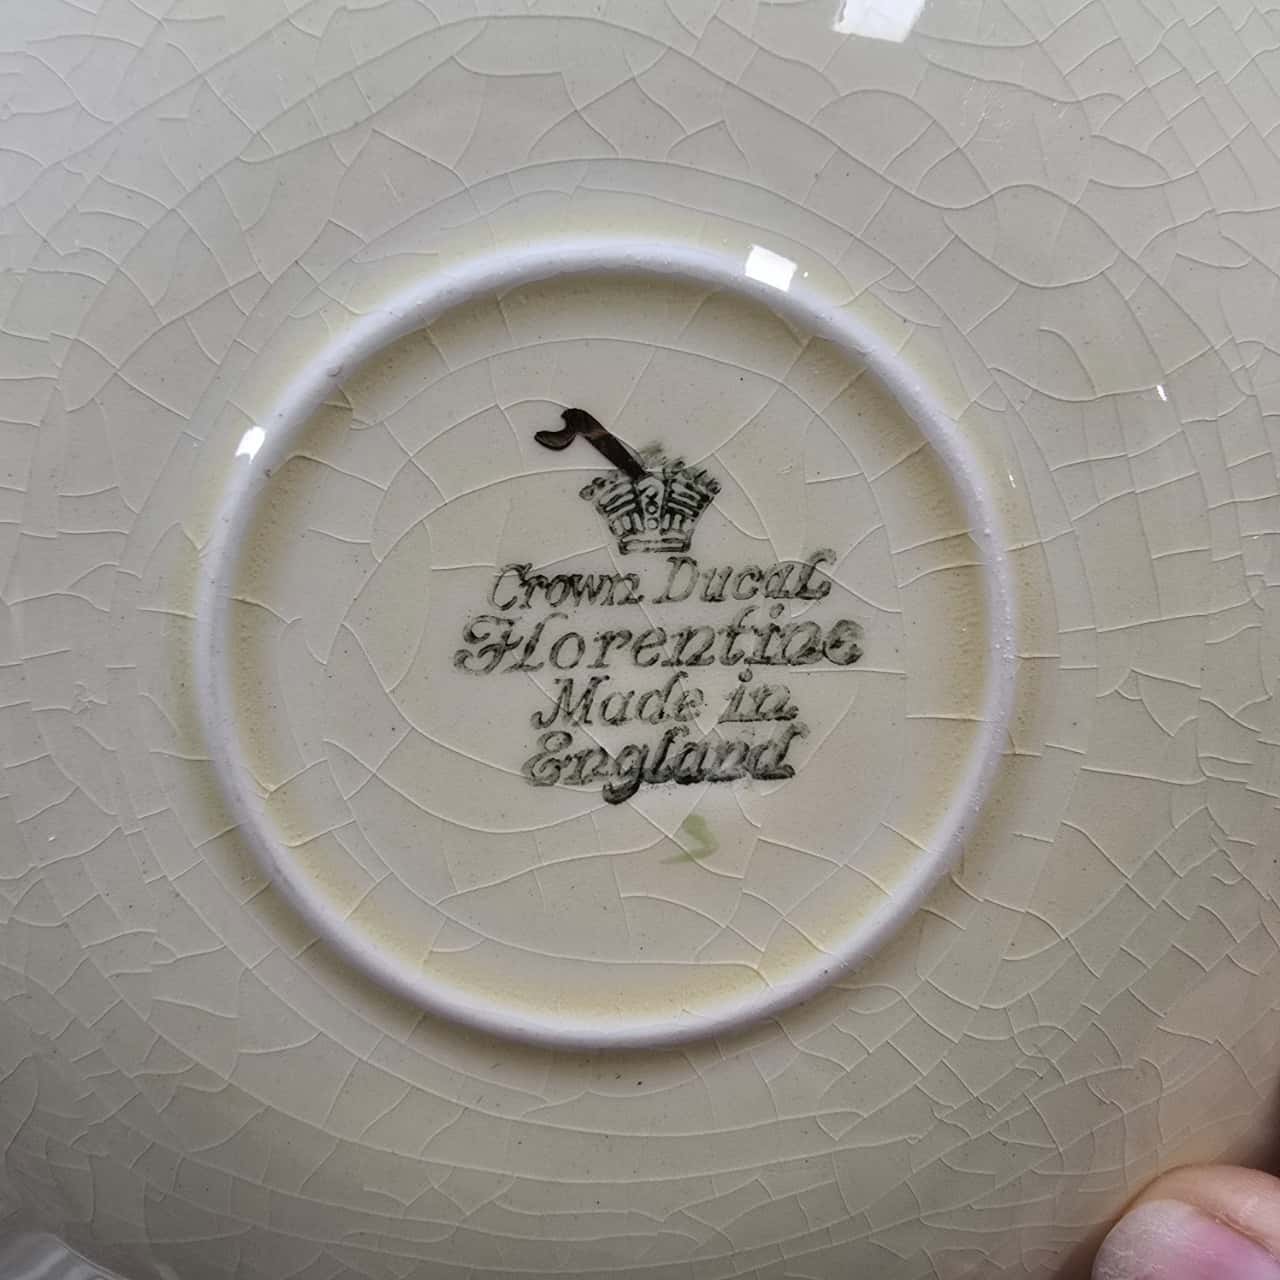 Crown Ducal
Florentine
Made in
England